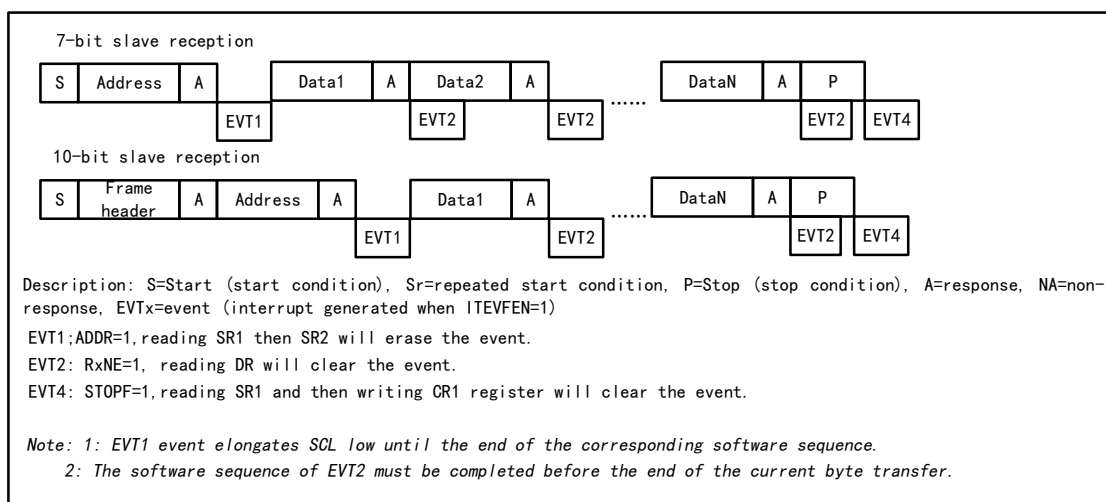 7-bit slave reception
S Address A Data1 A Data2 A ...... DataN A P
EVT1 EVT2 EVT2 EVT2 EVT4
10-bit slave reception
S Frame header A Address A Data1 A ...... DataN A P
EVT1 EVT2 EVT2 EVT4
Description: S=Start (start condition), Sr=repeated start condition, P=Stop (stop condition), A=response, NA=non-
response, EVTx=event (interrupt generated when ITEVFEN=1)
EVT1;ADDR=1,reading SR1 then SR2 will erase the event.
EVT2: RxNE=1, reading DR will clear the event.
EVT4: STOPF=1,reading SR1 and then writing CR1 register will clear the event.
Note: 1: EVT1 event elongates SCL low until the end of the corresponding software sequence.
2: The software sequence of EVT2 must be completed before the end of the current byte transfer.